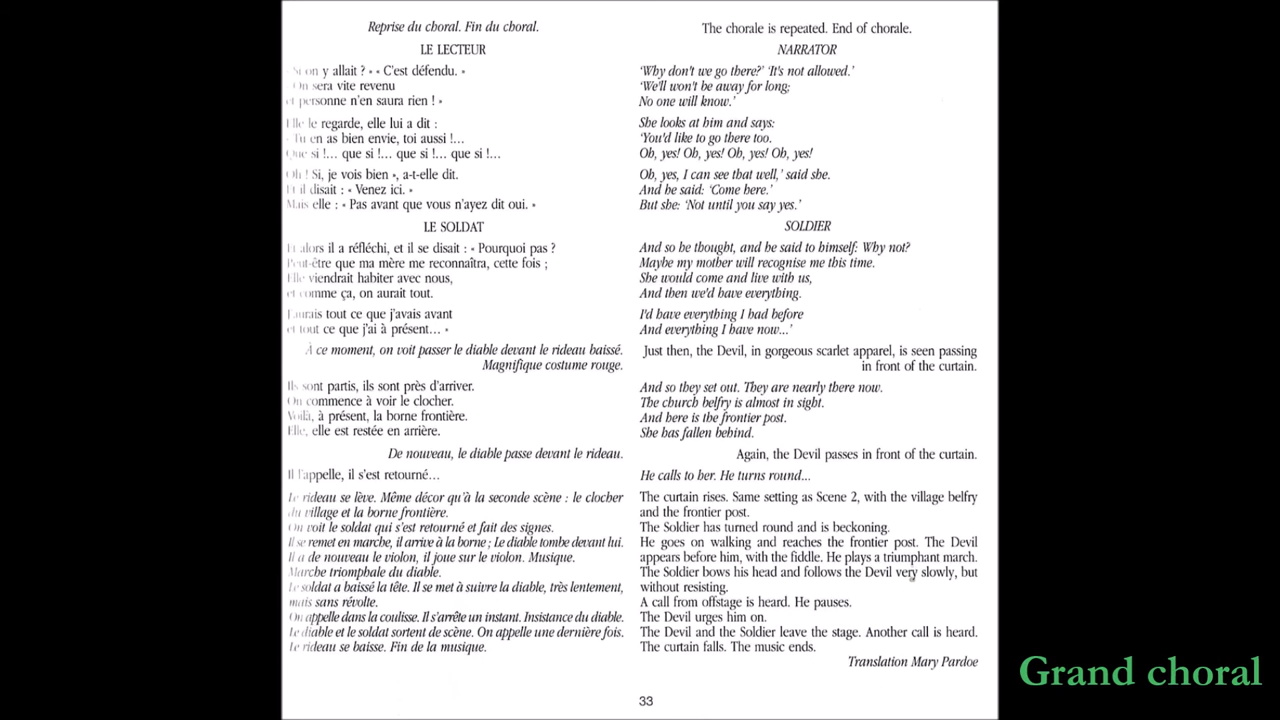 Reprise du choral. Fin du choral.
LE LECTEUR
Si on y allait ? » « C'est défendu. »
On sera vite revenu
et personne n'en saura rien ! »
Elle le regarde, elle lui a dit :
« Tu en as bien envie, toi aussi !…
Que si !… que si !… que si !… que si !…
Oh ! Si, je vois bien », a-t-elle dit.
Et il disait : « Venez ici. »
Mais elle : « Pas avant que vous n'ayez dit oui. »
LE SOLDAT
Et alors il a réfléchi, et il se disait : « Pourquoi pas ?
Peut-être que ma mère me reconnaîtra, cette fois ;
Elle viendrait habiter avec nous,
et comme ça, on aurait tout.
J'aurais tout ce que j'avais avant
et tout ce que j'ai à présent… »
À ce moment, on voit passer le diable devant le rideau baissé.
Magnifique costume rouge.
Ils sont partis, ils sont près d'arriver.
On commence à voir le clocher.
Voilà, à présent, la borne frontière.
Elle, elle est restée en arrière.
De nouveau, le diable passe devant le rideau.
Il l'appelle, il s'est retourné…
Le rideau se lève. Même décor qu'à la seconde scène : le clocher
du village et la borne frontière.
On voit le soldat qui s'est retourné et fait des signes.
Il se remet en marche, il arrive à la borne ; Le diable tombe devant lui.
Il a de nouveau le violon, il joue sur le violon. Musique.
Marche triomphale du diable.
Le soldat a baissé la tête. Il se met à suivre la diable, très lentement,
mais sans révolte.
On appelle dans la coulisse. Il s'arrête un instant. Insistance du diable.
Le diable et le soldat sortent de scène. On appelle une dernière fois.
Le rideau se baisse. Fin de la musique.
The chorale is repeated. End of chorale.
NARRATOR
'Why don't we go there?' 'It's not allowed.'
'We'll won't be away for long;
No one will know.'
She looks at him and says:
'You'd like to go there too.
Oh, yes! Oh, yes! Oh, yes! Oh, yes!
Oh, yes, I can see that well,' said she.
And he said: 'Come here.'
But she: 'Not until you say yes.'
SOLDIER
And so he thought, and he said to himself: Why not?
Maybe my mother will recognise me this time.
She would come and live with us,
And then we'd have everything.
I'd have everything I had before
And everything I have now...'
Just then, the Devil, in gorgeous scarlet apparel, is seen passing
in front of the curtain.
And so they set out. They are nearly there now.
The church belfry is almost in sight.
And here is the frontier post.
She has fallen behind.
Again, the Devil passes in front of the curtain.
He calls to her. He turns round...
The curtain rises. Same setting as Scene 2, with the village belfry
and the frontier post.
The Soldier has turned round and is beckoning.
He goes on walking and reaches the frontier post. The Devil
appears before him, with the fiddle. He plays a triumphant march.
The Soldier bows his head and follows the Devil very slowly, but
without resisting.
A call from offstage is heard. He pauses.
The Devil urges him on.
The Devil and the Soldier leave the stage. Another call is heard.
The curtain falls. The music ends.
Translation Mary Pardoe
33
Grand choral